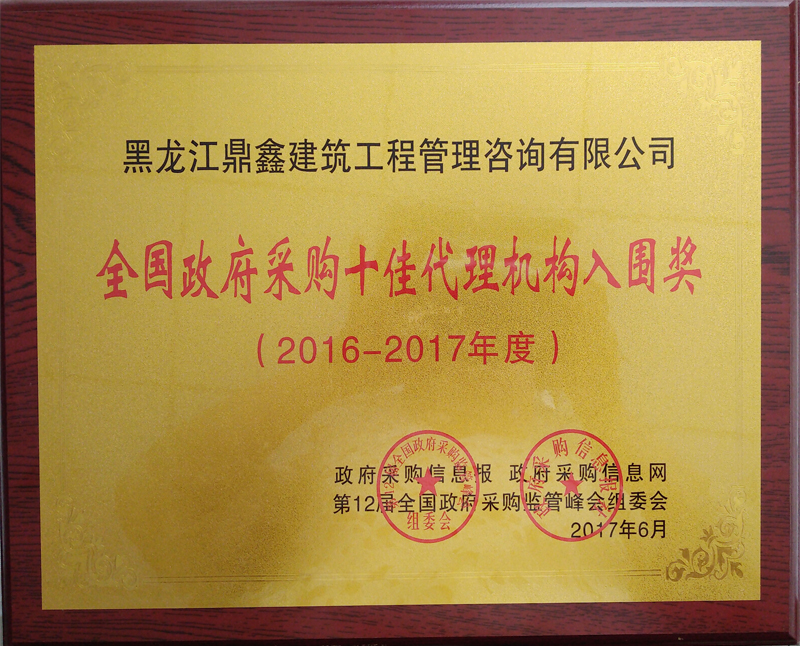 黑龙江鼎鑫建筑工程管理咨询有限公司
全国政府采购十佳代理机构入围奖
(2016-2017年度)
政府采购信息报 政府采购信息网
第12届全国政府采购监管峰会组委会
2017年6月
组委会